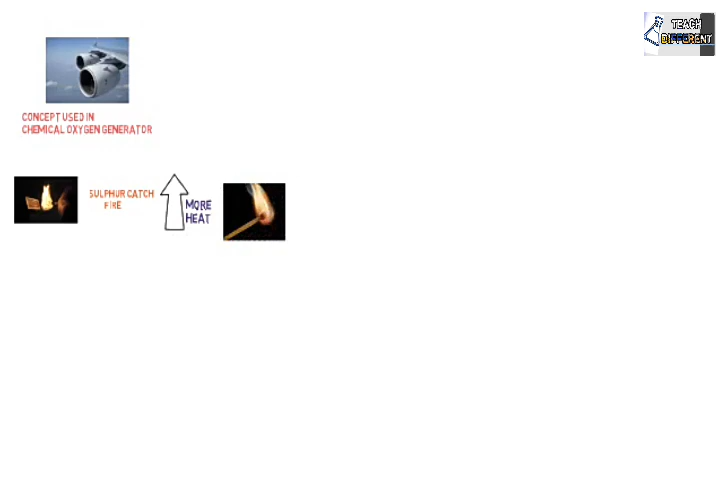 TEACH
DIFFERENT
CONCEPT USED IN
CHEMICAL OXYGEN GENERATOR
SULPHUR CATCH
FIRE
MORE
HEAT